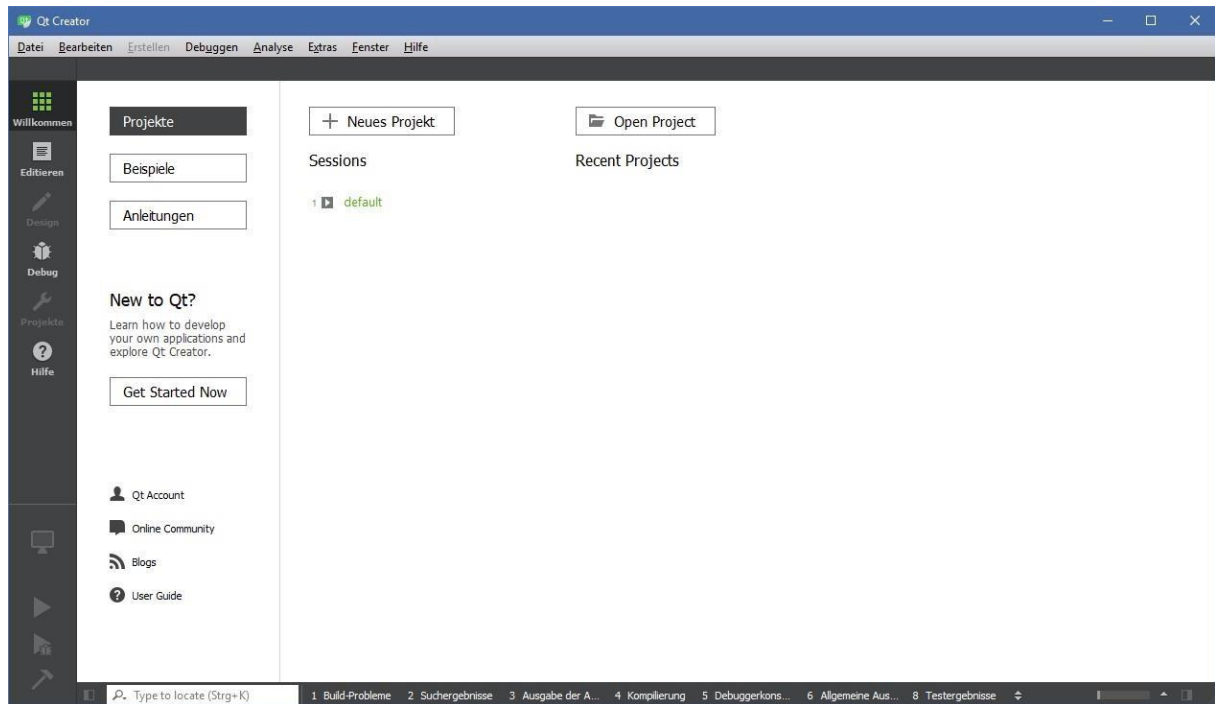 Qt Creator
Datei Bearbeiten Erstellen Debuggen Analyse Extras Fenster Hilfe
Willkommen
Editieren
Design
Debug
Projekte
Hilfe
Projekte
Beispiele
Anleitungen
New to Qt?
Learn how to develop
your own applications and
explore Qt Creator.
Get Started Now
Qt Account
Online Community
Blogs
User Guide
Neues Projekt
Open Project
Sessions
Recent Projects
1 default
Type to locate (Strg+K)
1 Build-Probleme 2 Suchergebnisse 3 Ausgabe der A... 4 Kompilierung 5 Debuggerkons... 6 Allgemeine Aus... 8 Testergebnisse